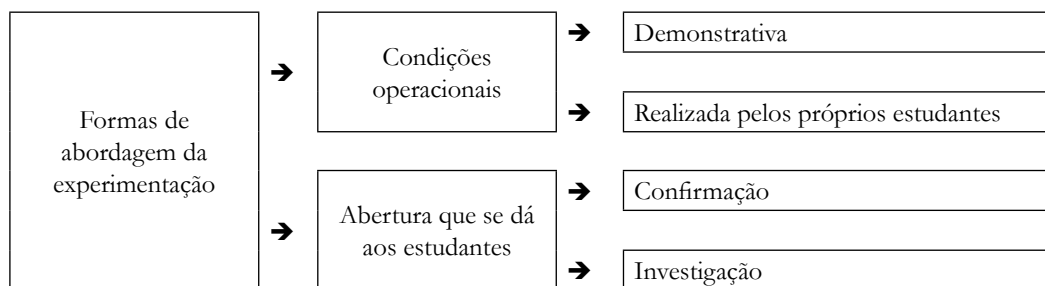 Formas de
abordagem da
experimentação
Condições
operacionais
Demonstrativa
Realizada pelos próprios estudantes
Abertura que se dá
aos estudantes
Confirmação
Investigação